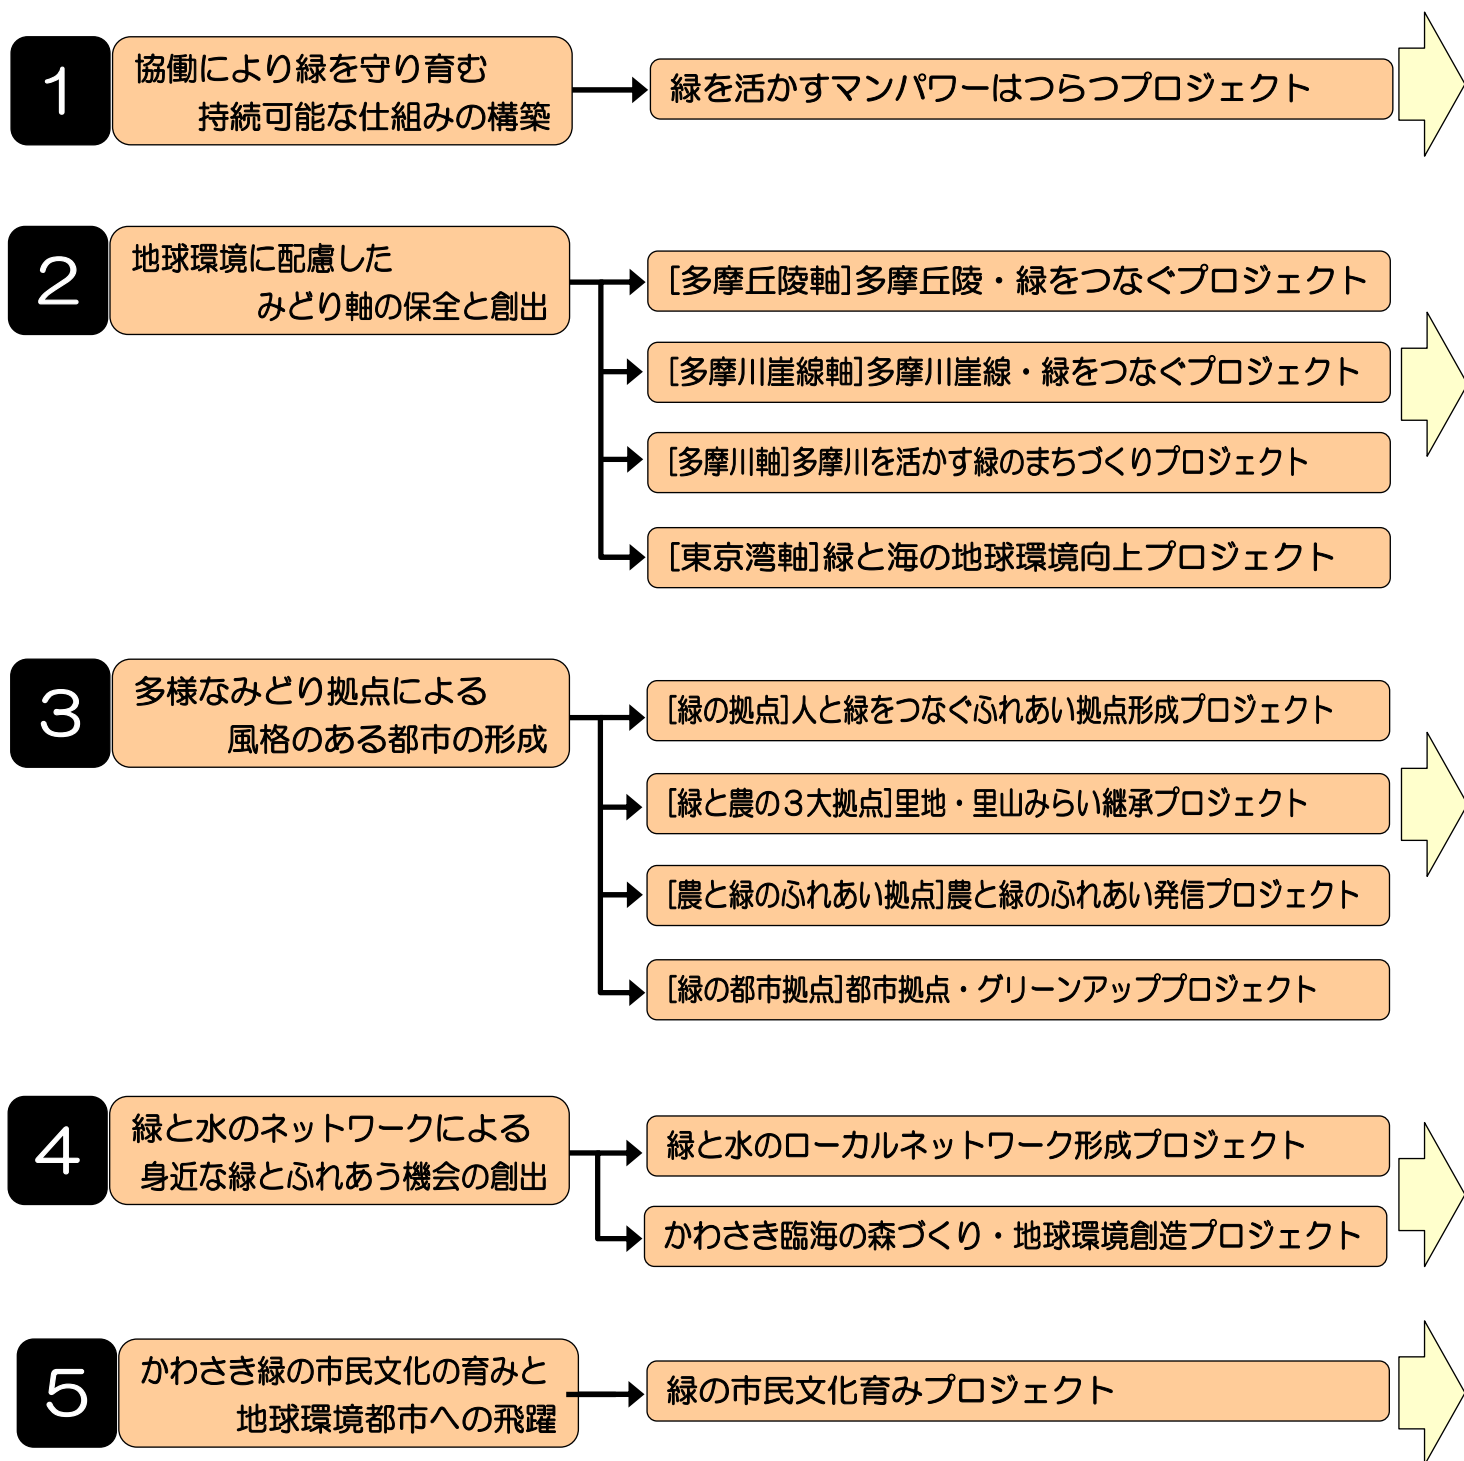 1
協働により緑を守り育む
持続可能な仕組みの構築
緑を活かすマンパワーはつらつプロジェクト
2
地球環境に配慮した
みどり軸の保全と創出
[多摩丘陵軸]多摩丘陵・緑をつなぐプロジェクト
[多摩川崖線軸]多摩川崖線・緑をつなぐプロジェクト
[多摩川軸]多摩川を活かす緑のまちづくりプロジェクト
[東京湾軸]緑と海の地球環境向上プロジェクト
3
多様なみどり拠点による
風格のある都市の形成
[緑の拠点]人と緑をつなぐふれあい拠点形成プロジェクト
[緑と農の３大拠点]里地・里山みらい継承プロジェクト
[農と緑のふれあい拠点]農と緑のふれあい発信プロジェクト
[緑の都市拠点]都市拠点・グリーンアッププロジェクト
4
緑と水のネットワークによる
身近な緑とふれあう機会の創出
緑と水のローカルネットワーク形成プロジェクト
かわさき臨海の森づくり・地球環境創造プロジェクト
5
かわさき緑の市民文化の育みと
地球環境都市への飛躍
緑の市民文化育みプロジェクト